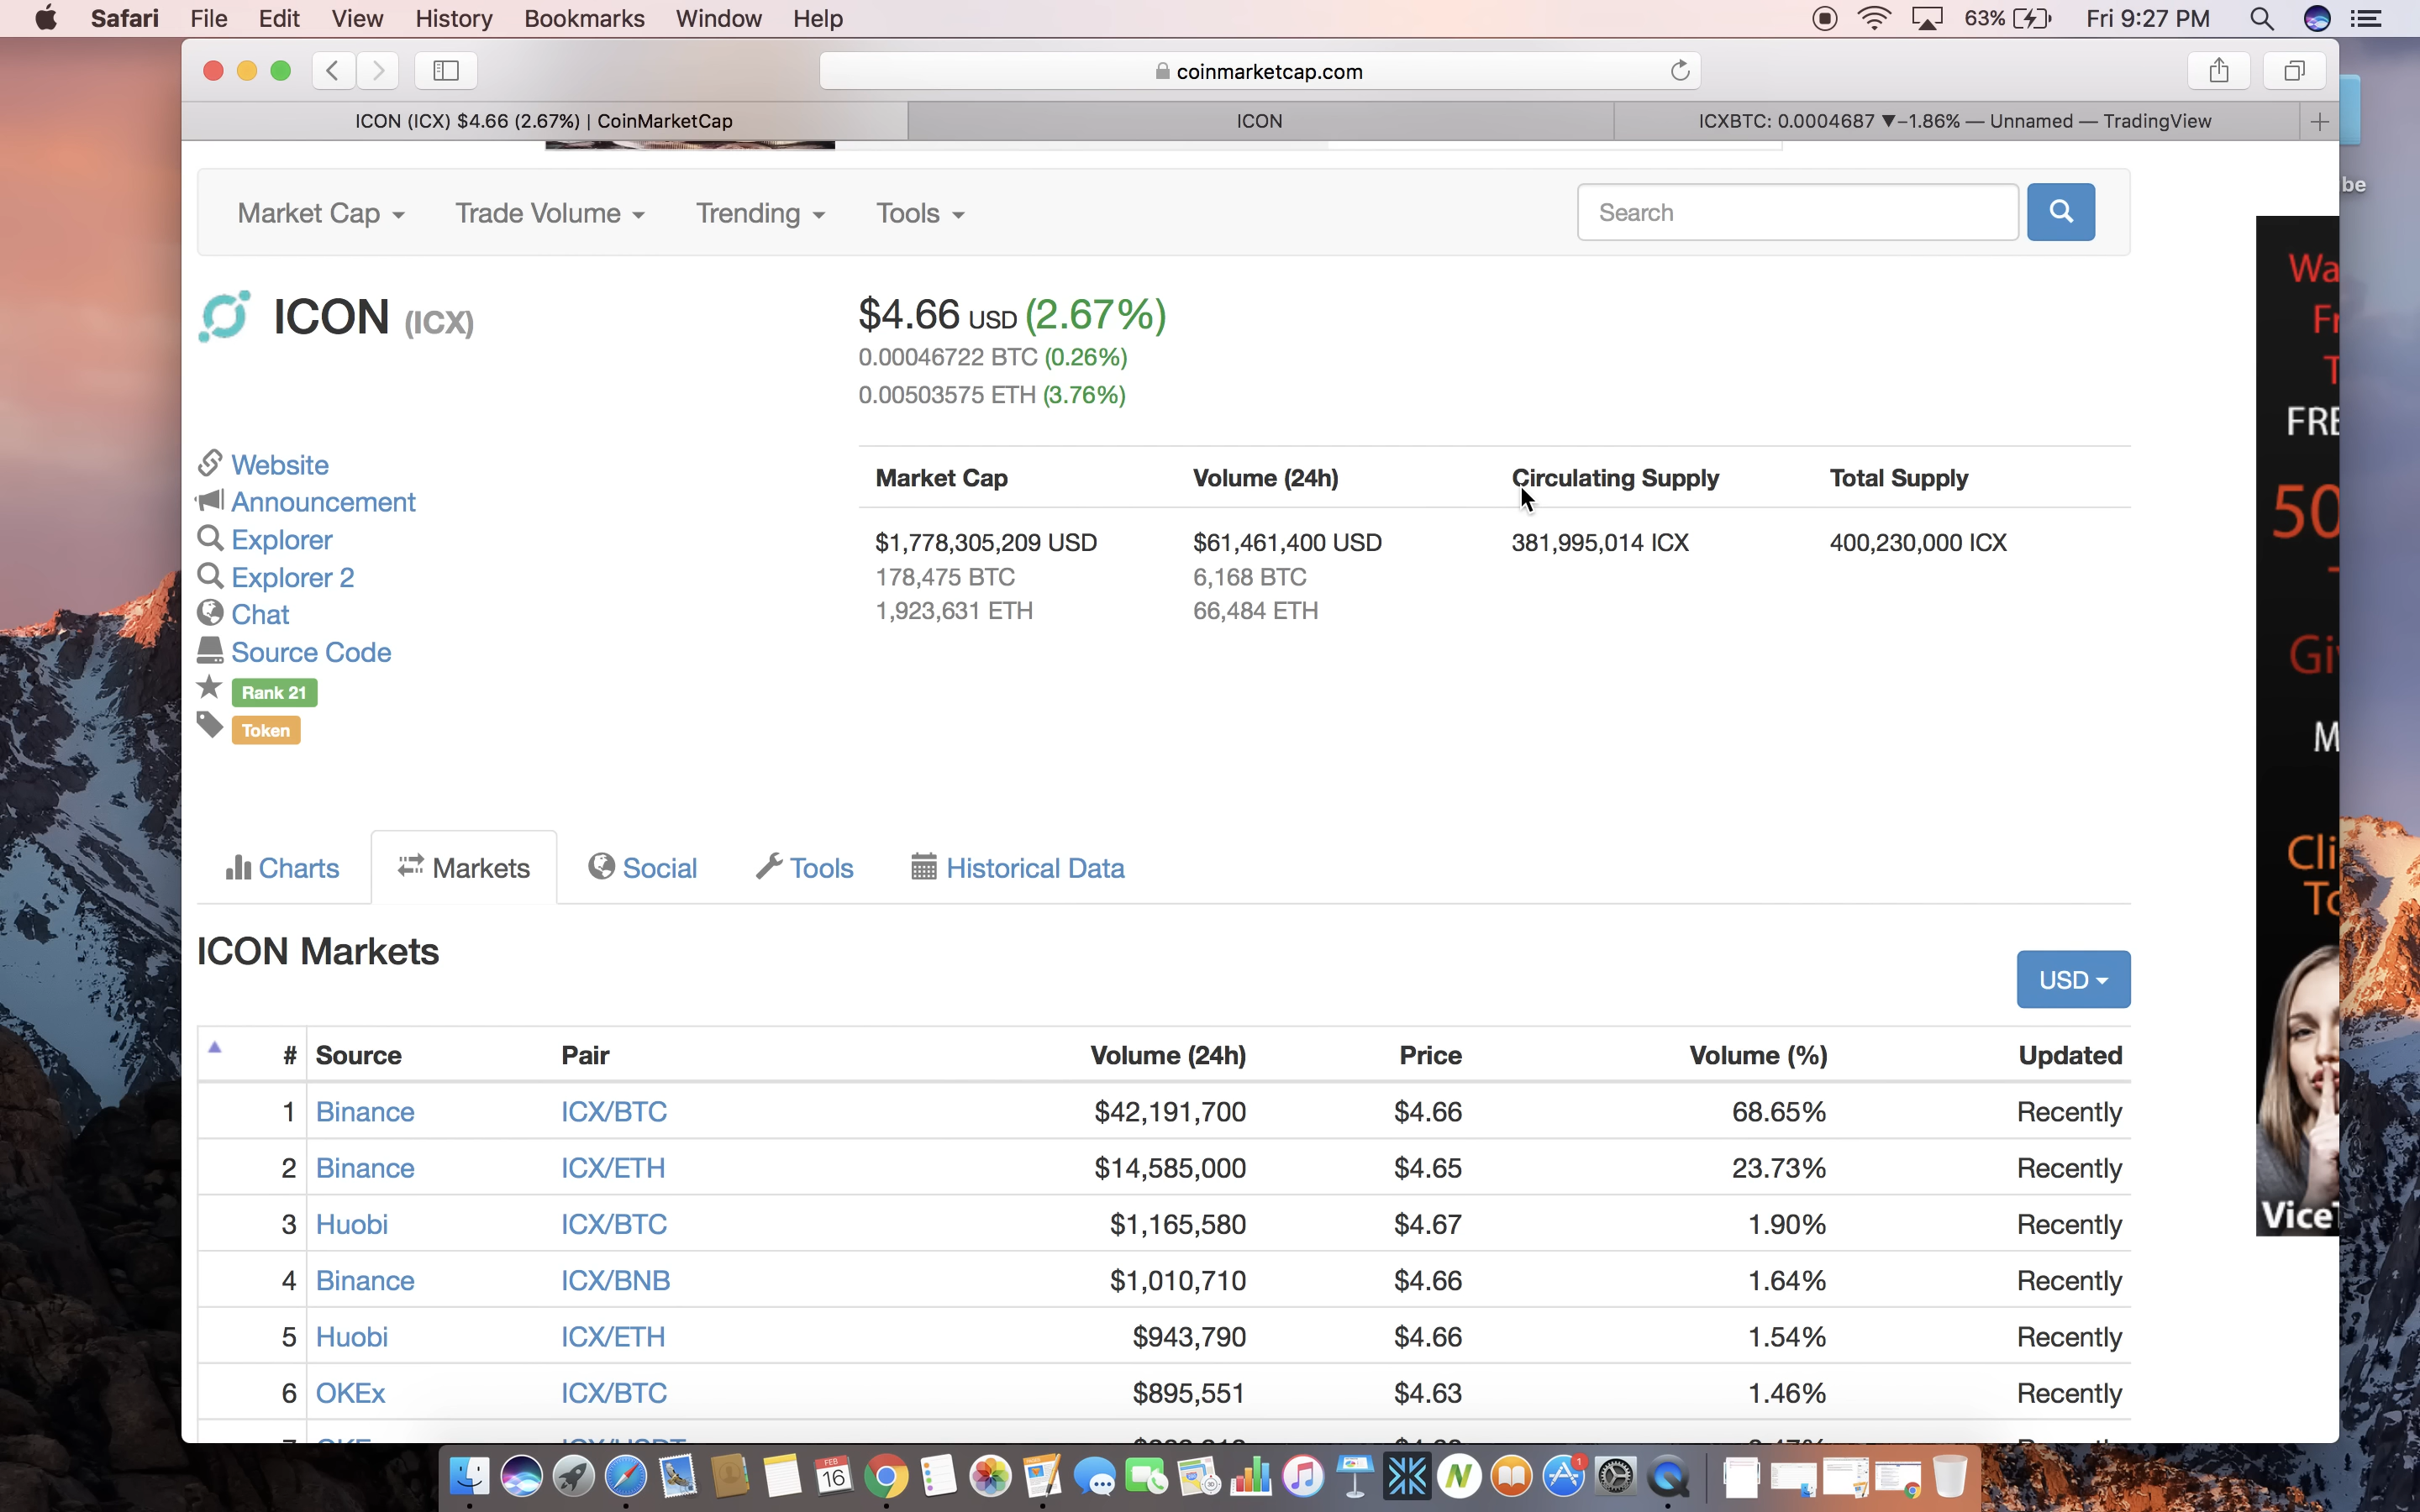 Safari File Edit View History Bookmarks Window Help 63% Fri 9:27 PM
coinmarketcap.com
ICON (ICX) $4.66 (2.67%) | CoinMarketCap ICON ICXBTC: 0.0004687 ▼−1.86% — Unnamed — TradingView
be
Market Cap Trade Volume Trending Tools Search
ICON (ICX)
$4.66 USD (2.67%)
0.00046722 BTC (0.26%)
0.00503575 ETH (3.76%)
Website
Announcement
Explorer
Explorer 2
Chat
Source Code
Rank 21
Token
Market Cap Volume (24h) Circulating Supply Total Supply
$1,778,305,209 USD $61,461,400 USD 381,995,014 ICX 400,230,000 ICX
178,475 BTC 6,168 BTC
1,923,631 ETH 66,484 ETH
Charts Markets Social Tools Historical Data
ICON Markets
USD
# Source Pair Volume (24h) Price Volume (%) Updated
1 Binance ICX/BTC $42,191,700 $4.66 68.65% Recently
2 Binance ICX/ETH $14,585,000 $4.65 23.73% Recently
3 Huobi ICX/BTC $1,165,580 $4.67 1.90% Recently
4 Binance ICX/BNB $1,010,710 $4.66 1.64% Recently
5 Huobi ICX/ETH $943,790 $4.66 1.54% Recently
6 OKEx ICX/BTC $895,551 $4.63 1.46% Recently
50
FEB
16
1